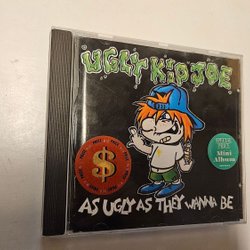 UGLY KID JOE
$
Mini
Album
AS UGLY AS THEY WANNA BE